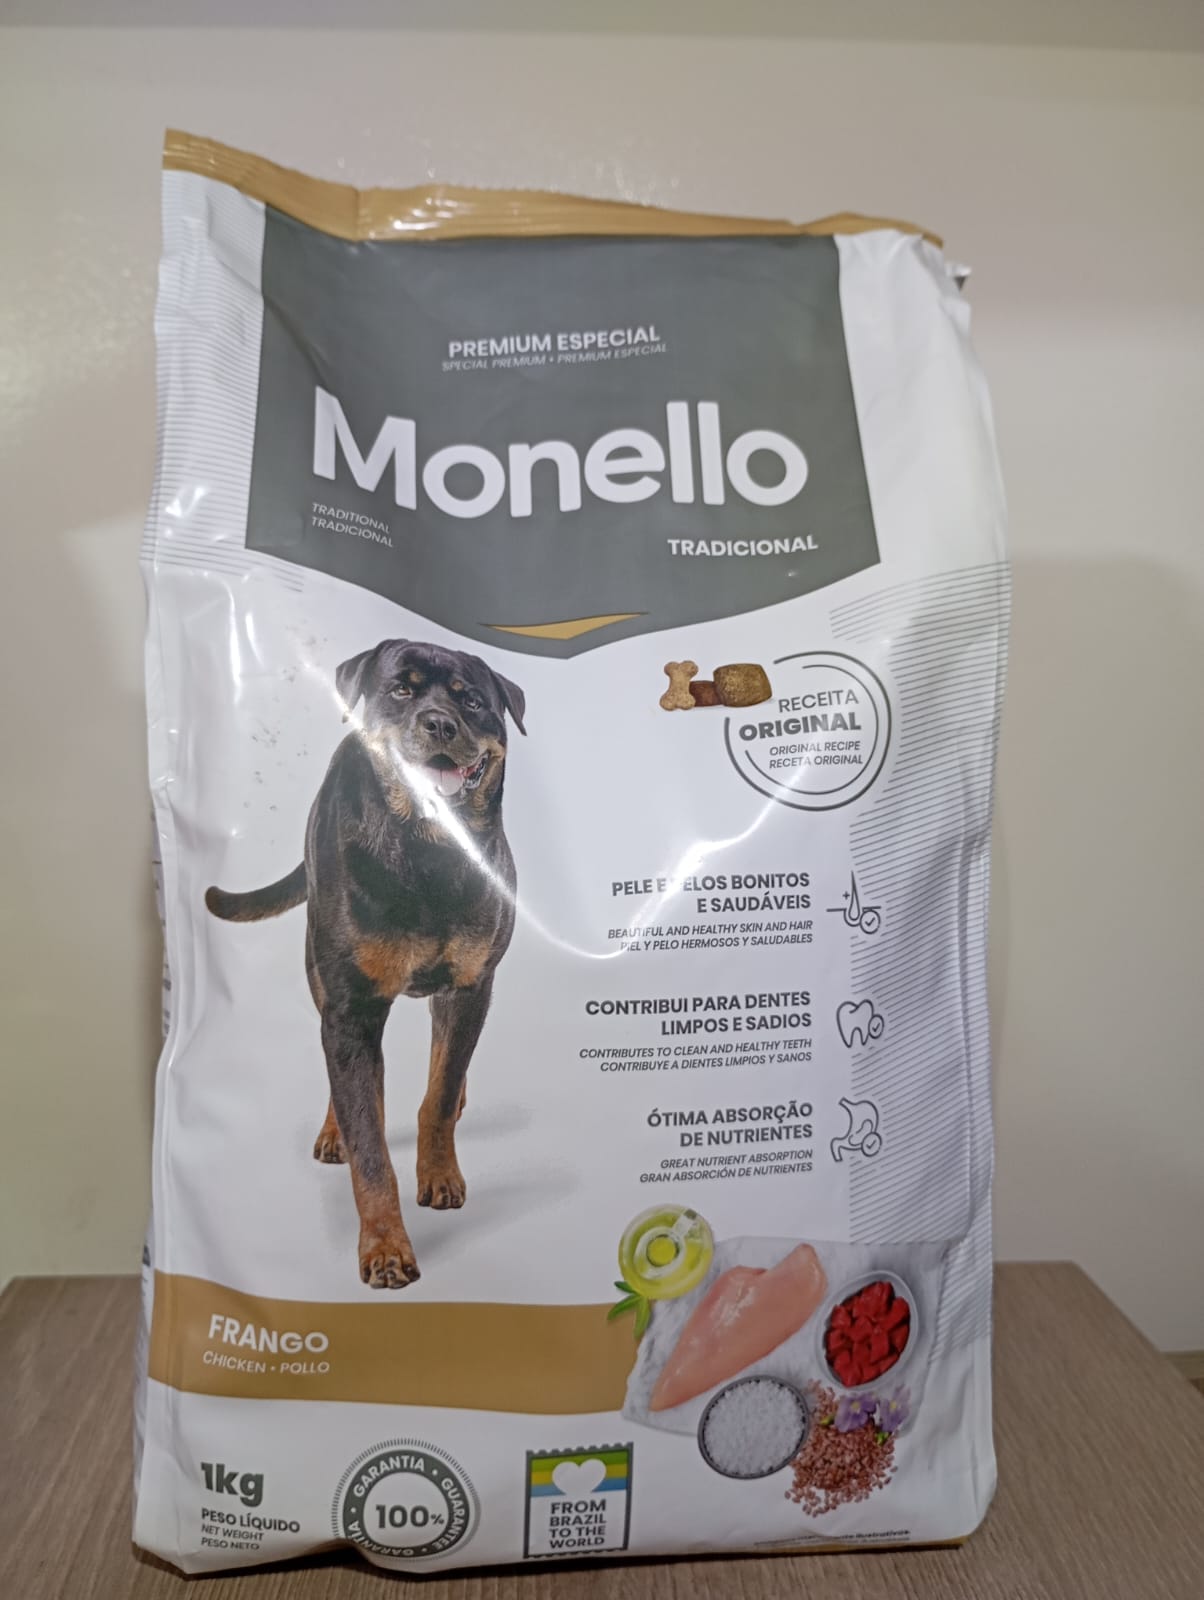 PREMIUM ESPECIAL
SPECIAL PREMIUM • PREMIUM ESPECIAL
Monello
TRADITIONAL
TRADICIONAL
TRADICIONAL
RECEITA
ORIGINAL
ORIGINAL RECIPE
RECETA ORIGINAL
PELE E PELOS BONITOS
E SAUDÁVEIS
BEAUTIFUL AND HEALTHY SKIN AND HAIR
PIEL Y PELO HERMOSOS Y SALUDABLES
CONTRIBUI PARA DENTES
LIMPOS E SADIOS
CONTRIBUTES TO CLEAN AND HEALTHY TEETH
CONTRIBUYE A DIENTES LIMPIOS Y SANOS
ÓTIMA ABSORÇÃO
DE NUTRIENTES
GREAT NUTRIENT ABSORPTION
GRAN ABSORCIÓN DE NUTRIENTES
FRANGO
CHICKEN • POLLO
1kg
PESO LÍQUIDO
NET WEIGHT
PESO NETO
GARANTIA • GUARANTEE • GARANTÍA •
100%
FROM
BRAZIL
TO THE
WORLD